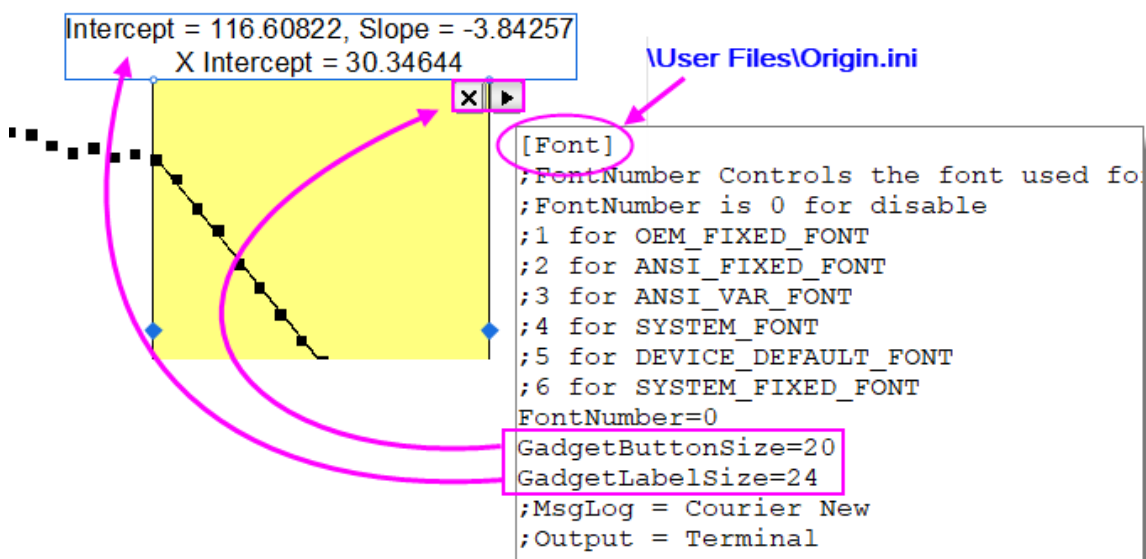 Intercept = 116.60822, Slope = -3.84257
X Intercept = 30.34644
\User Files\Origin.ini
[Font]
;FontNumber Controls the font used fo
;FontNumber is 0 for disable
;1 for OEM_FIXED_FONT
;2 for ANSI_FIXED_FONT
;3 for ANSI_VAR_FONT
;4 for SYSTEM_FONT
;5 for DEVICE_DEFAULT_FONT
;6 for SYSTEM_FIXED_FONT
FontNumber=0
GadgetButtonSize=20
GadgetLabelSize=24
;MsgLog = Courier New
;Output = Terminal